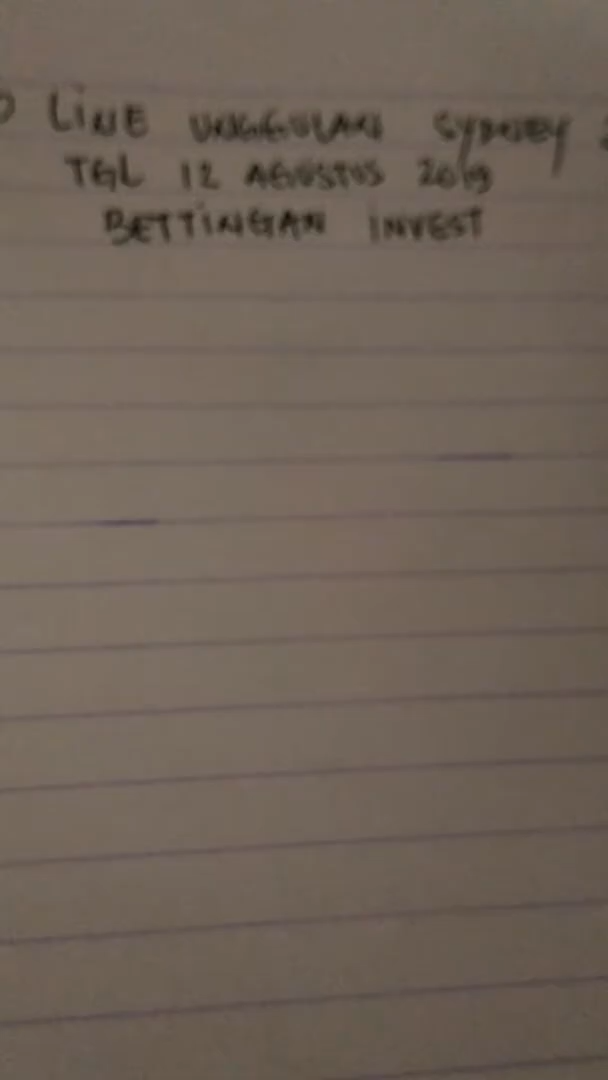 LINE UNGGULAN SYDNEY
TGL 12 AGUSTUS 2019
BETTINGAN INVEST